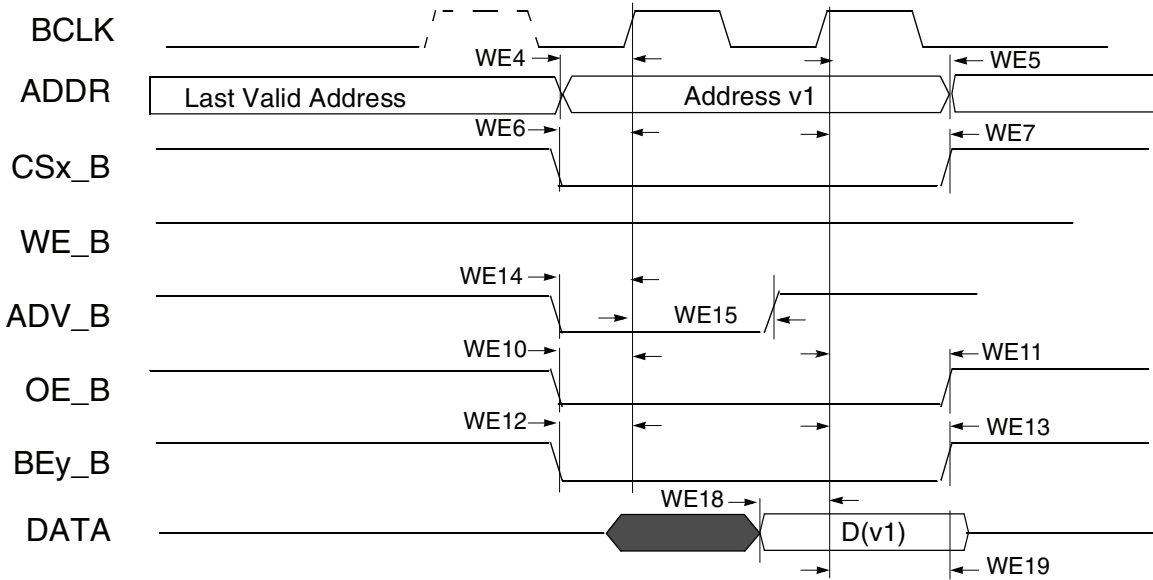 BCLK
WE4
WE5
ADDR
Last Valid Address
Address v1
WE6
WE7
CSx_B
WE_B
WE14
ADV_B
WE15
WE10
WE11
OE_B
WE12
WE13
BEy_B
WE18
DATA
D(v1)
WE19